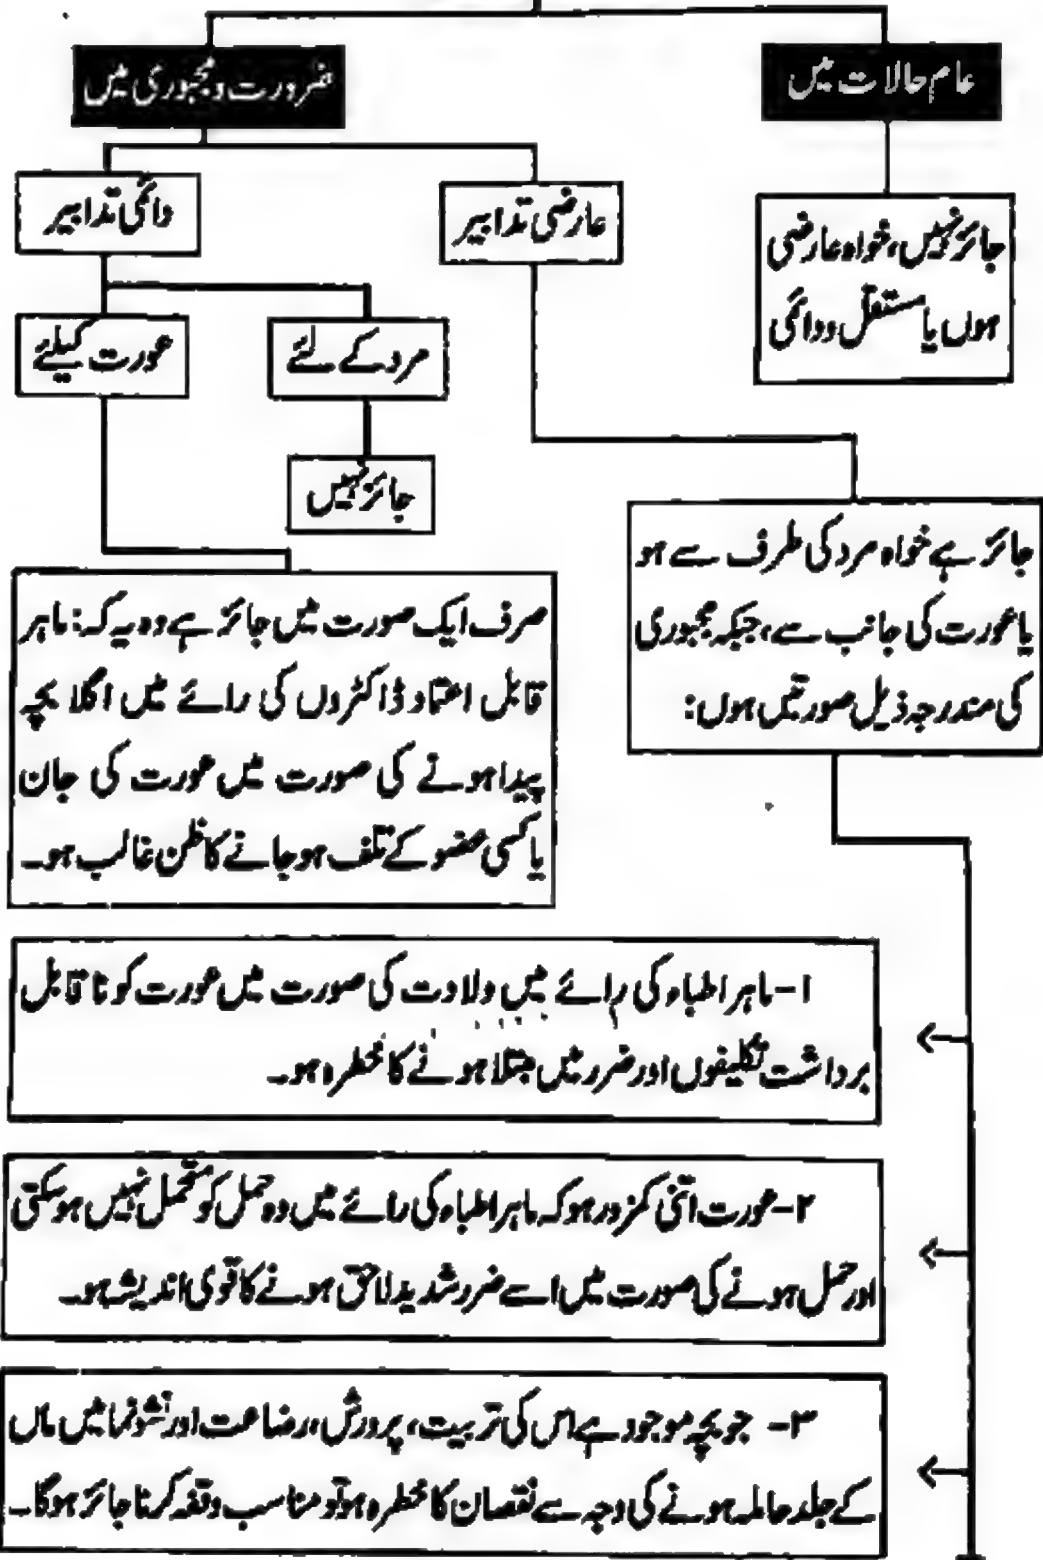 عام حالات میں
ضرورت و مجبوری میں
جائز نہیں، خواہ عارضی
ہوں یا مستقل و دائمی
عارضی تدابیر
دائمی تدابیر
مرد کے لئے
عورت کیلئے
جائز نہیں
جائز ہے خواہ مرد کی طرف سے ہو
یا عورت کی جانب سے، جبکہ مجبوری
کی مندرجہ ذیل صورتیں ہوں:
صرف ایک صورت میں جائز ہے وہ یہ کہ: ماہر
قابل اعتماد ڈاکٹروں کی رائے میں اگلا بچہ
پیدا ہونے کی صورت میں عورت کی جان
یا کسی عضو کے تلف ہو جانے کا ظن غالب ہو۔
۱- ماہر اطباء کی رائے میں ولادت کی صورت میں عورت کو نا قابل
برداشت تکلیفوں اور ضرر میں مبتلا ہونے کا خطرہ ہو۔
۲- عورت اتنی کمزور ہو کہ ماہر اطباء کی رائے میں وہ حمل کو متحمل نہیں ہو سکتی
اور حمل ہونے کی صورت میں اسے ضرر شدید لاحق ہونے کا قوی اندیشہ ہو۔
۳- جو بچہ موجود ہے اس کی تربیت، پرورش، رضاعت اور نشو نما میں ماں
کے جلد حاملہ ہونے کی وجہ سے نقصان کا خطرہ ہو تو مناسب وقفہ کرنا جائز ہوگا۔